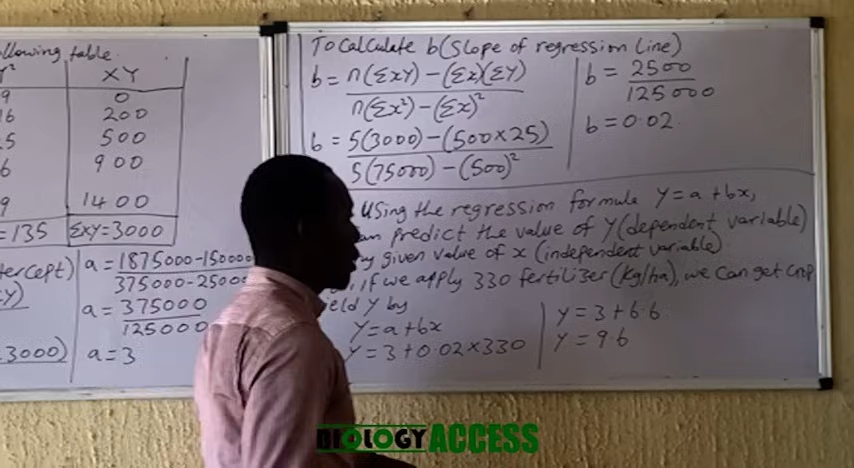 ollowing table
Y²
XY
9
0
16
200
5
500
6
900
9
1400
= 135
ΣXY=3000
tercept)
a = 1875000-150000
375000-25000
a = 375000
125000
3000)
a = 3
To calculate b(slope of regression line)
b = n(ΣXY) - (Σx)(ΣY)
n(Σx²) - (Σx)²
b = 5(3000) - (500×25)
5(75000) - (500)²
b = 2500
125000
b = 0.02
Using the regression formula Y = a + bx,
an predict the value of Y(dependent variable)
y given value of x (independent variable)
, if we apply 330 fertilizer (kg/ha), we can get crop
ield Y by
Y = a + bx
Y = 3 + 0.02 × 330
Y = 3 + 6.6
Y = 9.6
BIOLOGY ACCESS